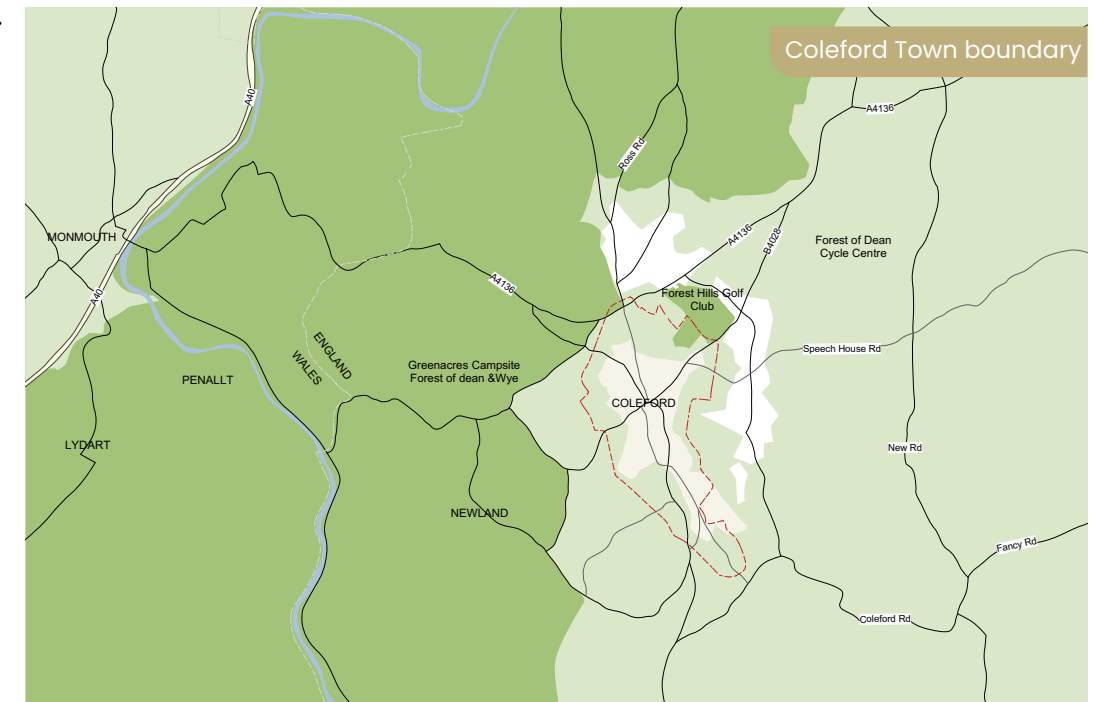 Coleford Town boundary
A40
A4136
Ross Rd
MONMOUTH
A4136
B4028
Forest of Dean
Cycle Centre
A40
A4136
Forest Hills Golf
Club
ENGLAND
WALES
Speech House Rd
Greenacres Campsite
Forest of dean &Wye
PENALLT
COLEFORD
LYDART
New Rd
NEWLAND
Fancy Rd
Coleford Rd